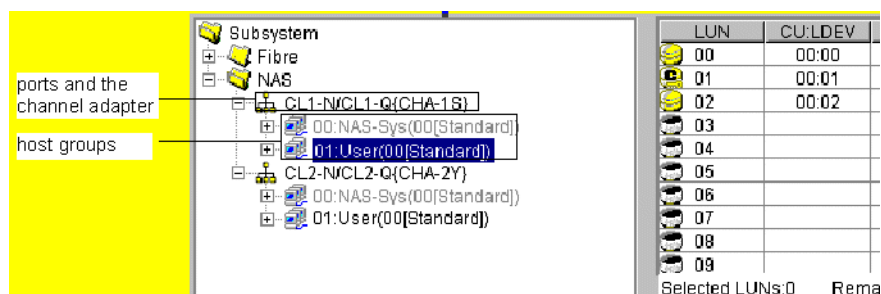 Subsystem
Fibre
NAS
CL1-N/CL1-Q{CHA-1S}
00:NAS-Sys(00[Standard])
01:User(00[Standard])
CL2-N/CL2-Q{CHA-2Y}
00:NAS-Sys(00[Standard])
01:User(00[Standard])
ports and the
channel adapter
host groups
LUN CU:LDEV
00 00:00
01 00:01
02 00:02
03
04
05
06
07
08
09
Selected LUNs:0 Rema